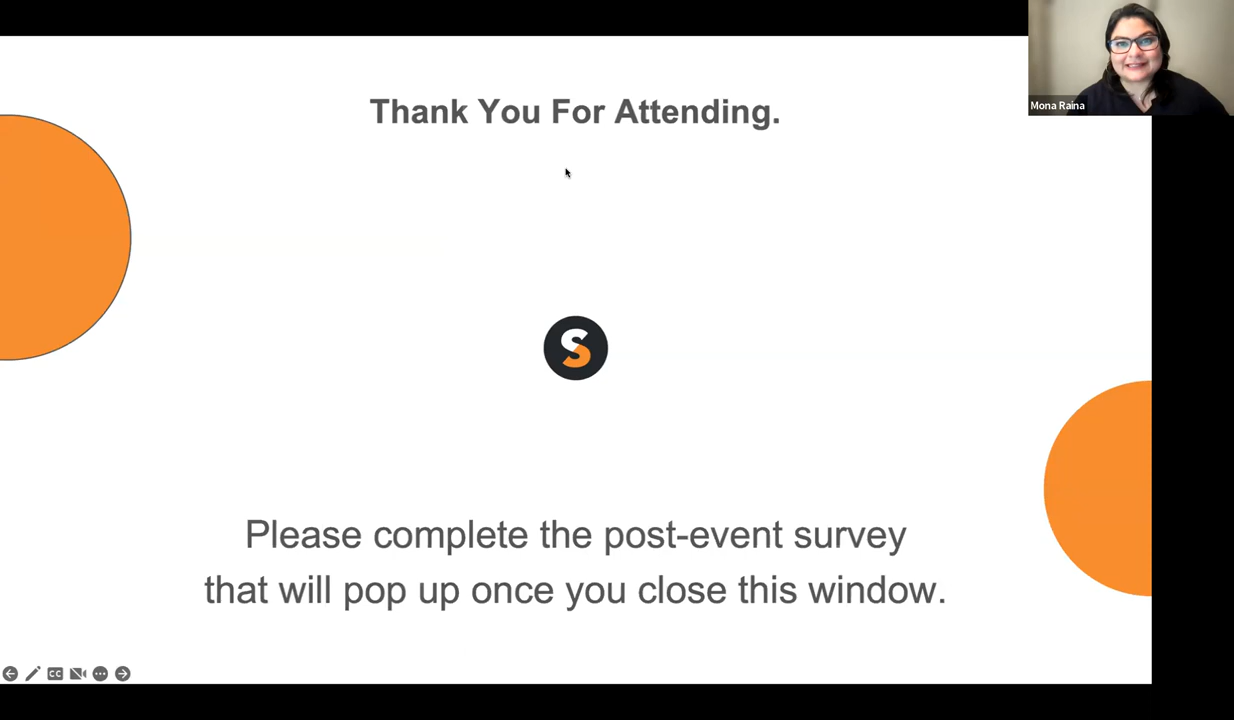 Thank You For Attending.
Mona Raina
S
Please complete the post-event survey
that will pop up once you close this window.
CC